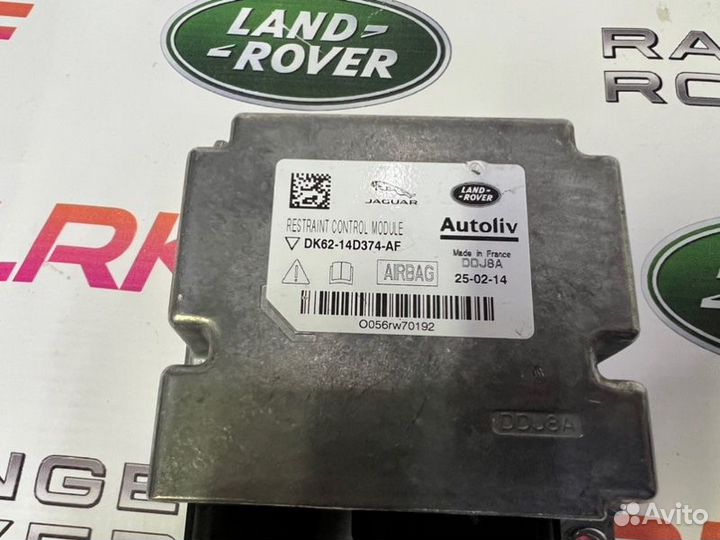 LAND-
ROVER
RA
RO
LRK
JAGUAR
LAND-
ROVER
RESTRAINT CONTROL MODULE
DK62-14D374-AF
Autoliv
Made in France
DDJ8A
25-02-14
AIRBAG
O056rw70192
DDJ8A
NGE
Avito